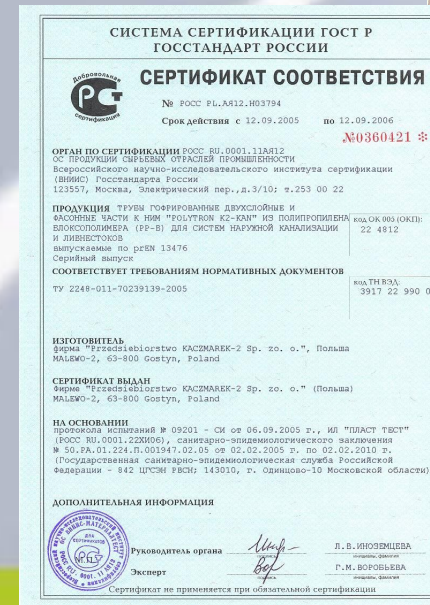 СИСТЕМА СЕРТИФИКАЦИИ ГОСТ Р
ГОССТАНДАРТ РОССИИ
Добровольная
сертификация
СЕРТИФИКАТ СООТВЕТСТВИЯ
№ РОСС PL.АЯ12.Н03794
Срок действия с 12.09.2005 по 12.09.2006
№0360421 *
ОРГАН ПО СЕРТИФИКАЦИИ РОСС RU.0001.11АЯ12
ОС ПРОДУКЦИИ СЫРЬЕВЫХ ОТРАСЛЕЙ ПРОМЫШЛЕННОСТИ
Всероссийского научно-исследовательского института сертификации
(ВНИИС) Госстандарта России
123557, Москва, Электрический пер., д.3/10; т.253 00 22
ПРОДУКЦИЯ ТРУБЫ ГОФРИРОВАННЫЕ ДВУХСЛОЙНЫЕ И
ФАСОННЫЕ ЧАСТИ К НИМ "POLYTRON K2-KAN" ИЗ ПОЛИПРОПИЛЕНА
БЛОКСОПОЛИМЕРА (PP-B) ДЛЯ СИСТЕМ НАРУЖНОЙ КАНАЛИЗАЦИИ
И ЛИВНЕСТОКОВ
выпускаемые по prEN 13476
Серийный выпуск
код ОК 005 (ОКП):
22 4812
СООТВЕТСТВУЕТ ТРЕБОВАНИЯМ НОРМАТИВНЫХ ДОКУМЕНТОВ
ТУ 2248-011-70239139-2005
код ТН ВЭД:
3917 22 990 0
ИЗГОТОВИТЕЛЬ
фирма "Przedsiebiorstwo KACZMAREK-2 Sp. zo. o.", Польша
MALEWO-2, 63-800 Gostyn, Poland
СЕРТИФИКАТ ВЫДАН
Фирме "Przedsiebiorstwo KACZMAREK-2 Sp. zo. o." (Польша)
MALEWO-2, 63-800 Gostyn, Poland
НА ОСНОВАНИИ
протокола испытаний № 09201 - СИ от 06.09.2005 г., ИЛ "ПЛАСТ ТЕСТ"
(РОСС RU.0001.22ХИ06), санитарно-эпидемиологического заключения
№ 50.РА.01.224.П.001947.02.05 от 02.02.2005 г. по 02.02.2010 г.
(Государственная санитарно-эпидемиологическая служба Российской
Федерации - 842 ЦГСЭН РВСН; 143010, г. Одинцово-10 Московской области)
ДОПОЛНИТЕЛЬНАЯ ИНФОРМАЦИЯ
ДЛЯ
СЕРТИФИКАТОВ
Руководитель органа
подпись
Л.В.ИНОЗЕМЦЕВА
инициалы, фамилия
Эксперт
подпись
Г.М.ВОРОБЬЕВА
инициалы, фамилия
Сертификат не применяется при обязательной сертификации